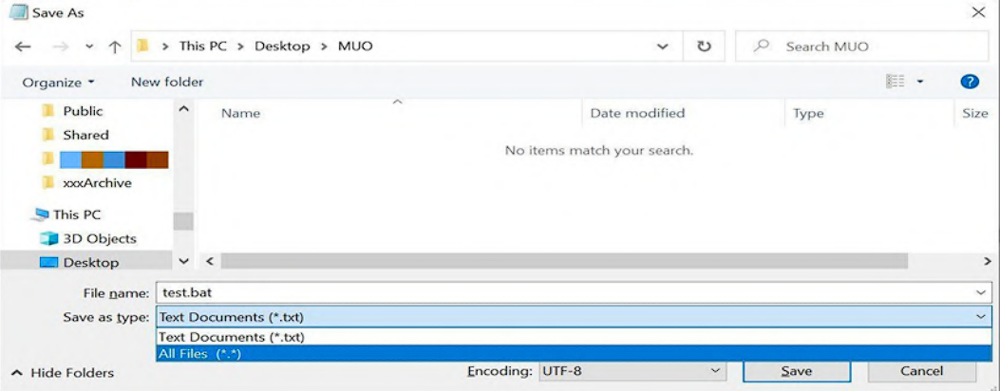 Save As
This PC > Desktop > MUO
Search MUO
Organize
New folder
Public
Shared
xxxArchive
This PC
3D Objects
Desktop
Name
Date modified
Type
Size
No items match your search.
File name: test.bat
Save as type: Text Documents (*.txt)
Text Documents (*.txt)
All Files (*.*)
Hide Folders
Encoding: UTF-8
Save
Cancel